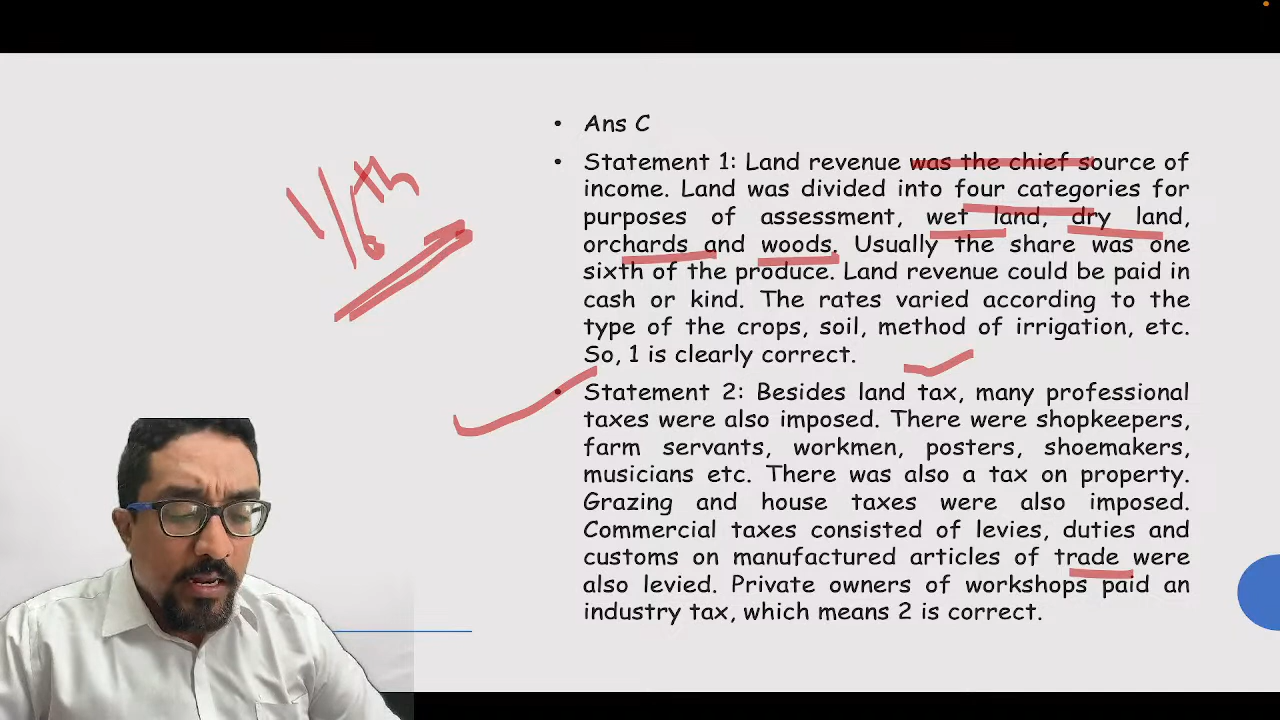 Ans C
1/6th
Statement 1: Land revenue was the chief source of
income. Land was divided into four categories for
purposes of assessment, wet land, dry land,
orchards and woods. Usually the share was one
sixth of the produce. Land revenue could be paid in
cash or kind. The rates varied according to the
type of the crops, soil, method of irrigation, etc.
So, 1 is clearly correct.
Statement 2: Besides land tax, many professional
taxes were also imposed. There were shopkeepers,
farm servants, workmen, posters, shoemakers,
musicians etc. There was also a tax on property.
Grazing and house taxes were also imposed.
Commercial taxes consisted of levies, duties and
customs on manufactured articles of trade were
also levied. Private owners of workshops paid an
industry tax, which means 2 is correct.